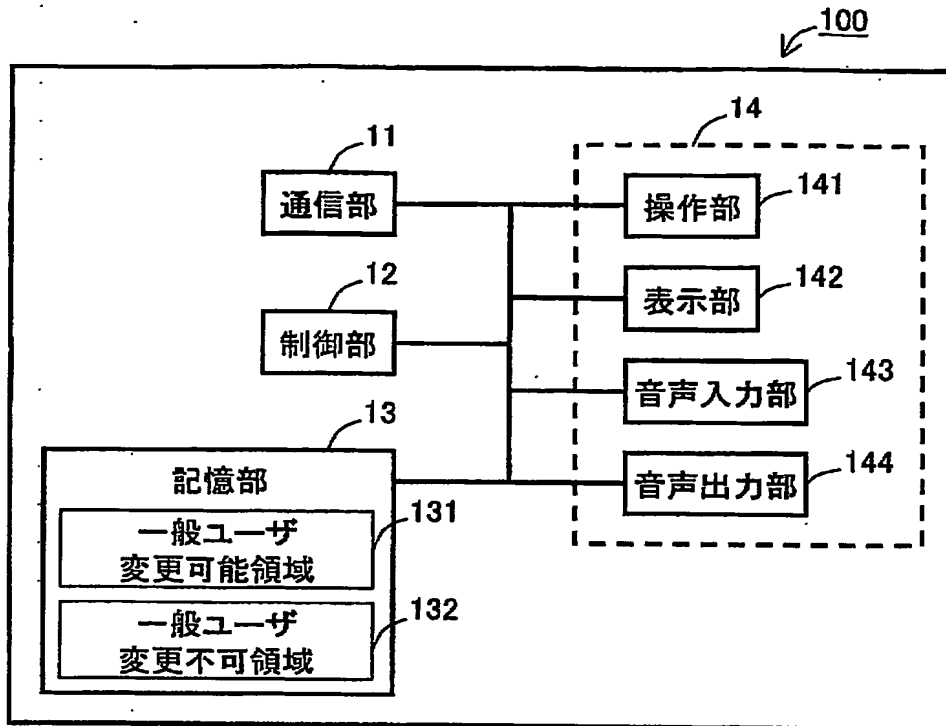 100
14
11
通信部
141
操作部
12
制御部
142
表示部
143
音声入力部
13
記憶部
144
音声出力部
131
一般ユーザ
変更可能領域
132
一般ユーザ
変更不可領域